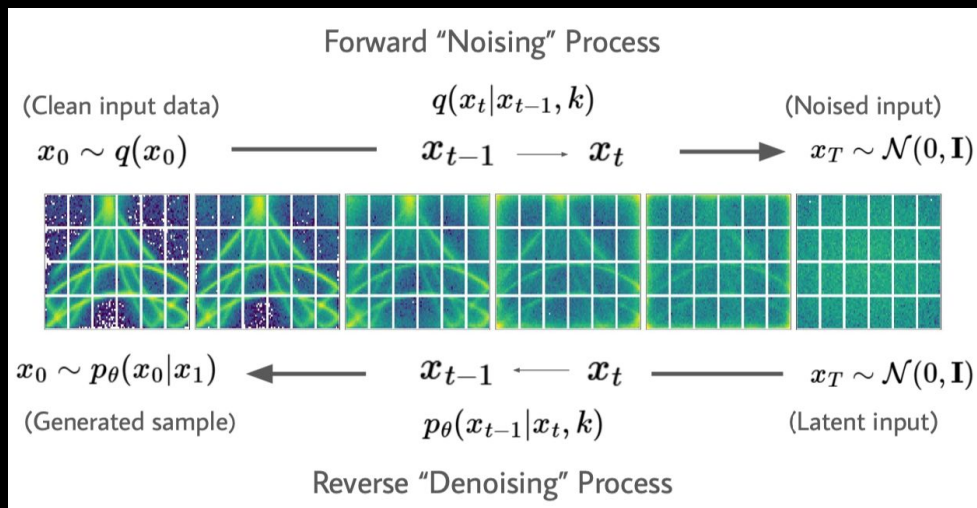 Forward “Noising” Process
(Clean input data) q(x_t|x_{t−1}, k) (Noised input)
x_0 ∼ q(x_0) x_{t−1} → x_t x_T ∼ 𝒩(0, I)
x_0 ∼ p_θ(x_0|x_1) x_{t−1} ← x_t x_T ∼ 𝒩(0, I)
(Generated sample) p_θ(x_{t−1}|x_t, k) (Latent input)
Reverse “Denoising” Process